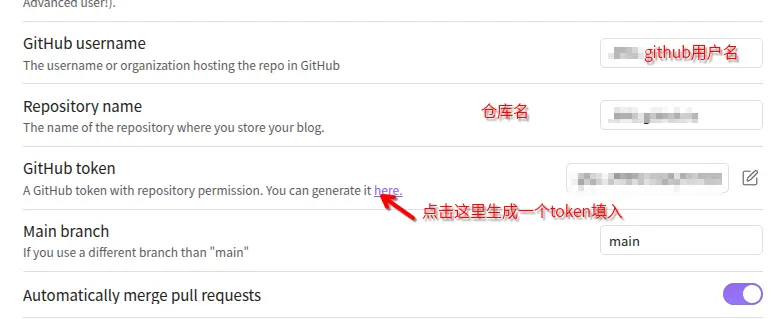 Advanced user!).
GitHub username
The username or organization hosting the repo in GitHub
github用户名
Repository name
The name of the repository where you store your blog.
仓库名
GitHub token
A GitHub token with repository permission. You can generate it here.
点击这里生成一个token填入
Main branch
If you use a different branch than "main"
main
Automatically merge pull requests